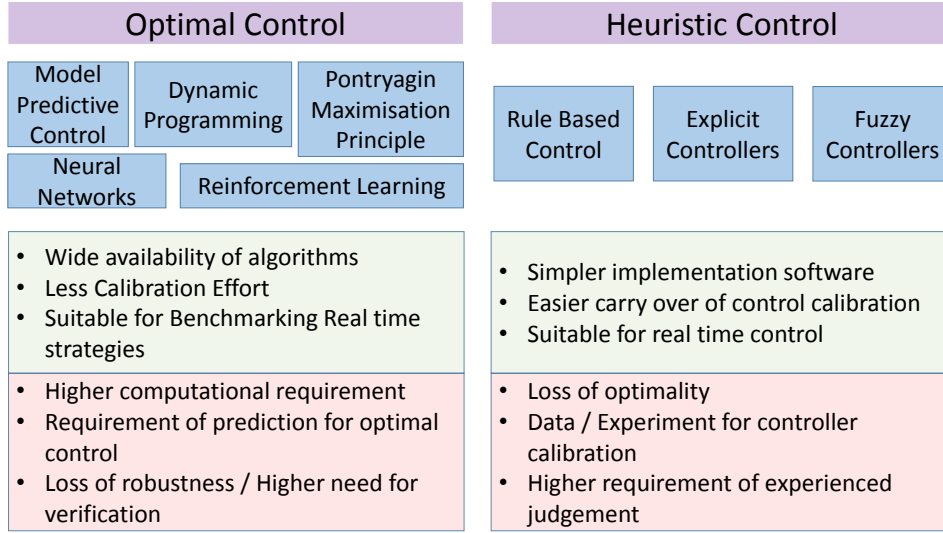 Optimal Control
Model
Predictive
Control
Dynamic
Programming
Pontryagin
Maximisation
Principle
Neural
Networks
Reinforcement Learning
• Wide availability of algorithms
• Less Calibration Effort
• Suitable for Benchmarking Real time
strategies
• Higher computational requirement
• Requirement of prediction for optimal
control
• Loss of robustness / Higher need for
verification
Heuristic Control
Rule Based
Control
Explicit
Controllers
Fuzzy
Controllers
• Simpler implementation software
• Easier carry over of control calibration
• Suitable for real time control
• Loss of optimality
• Data / Experiment for controller
calibration
• Higher requirement of experienced
judgement